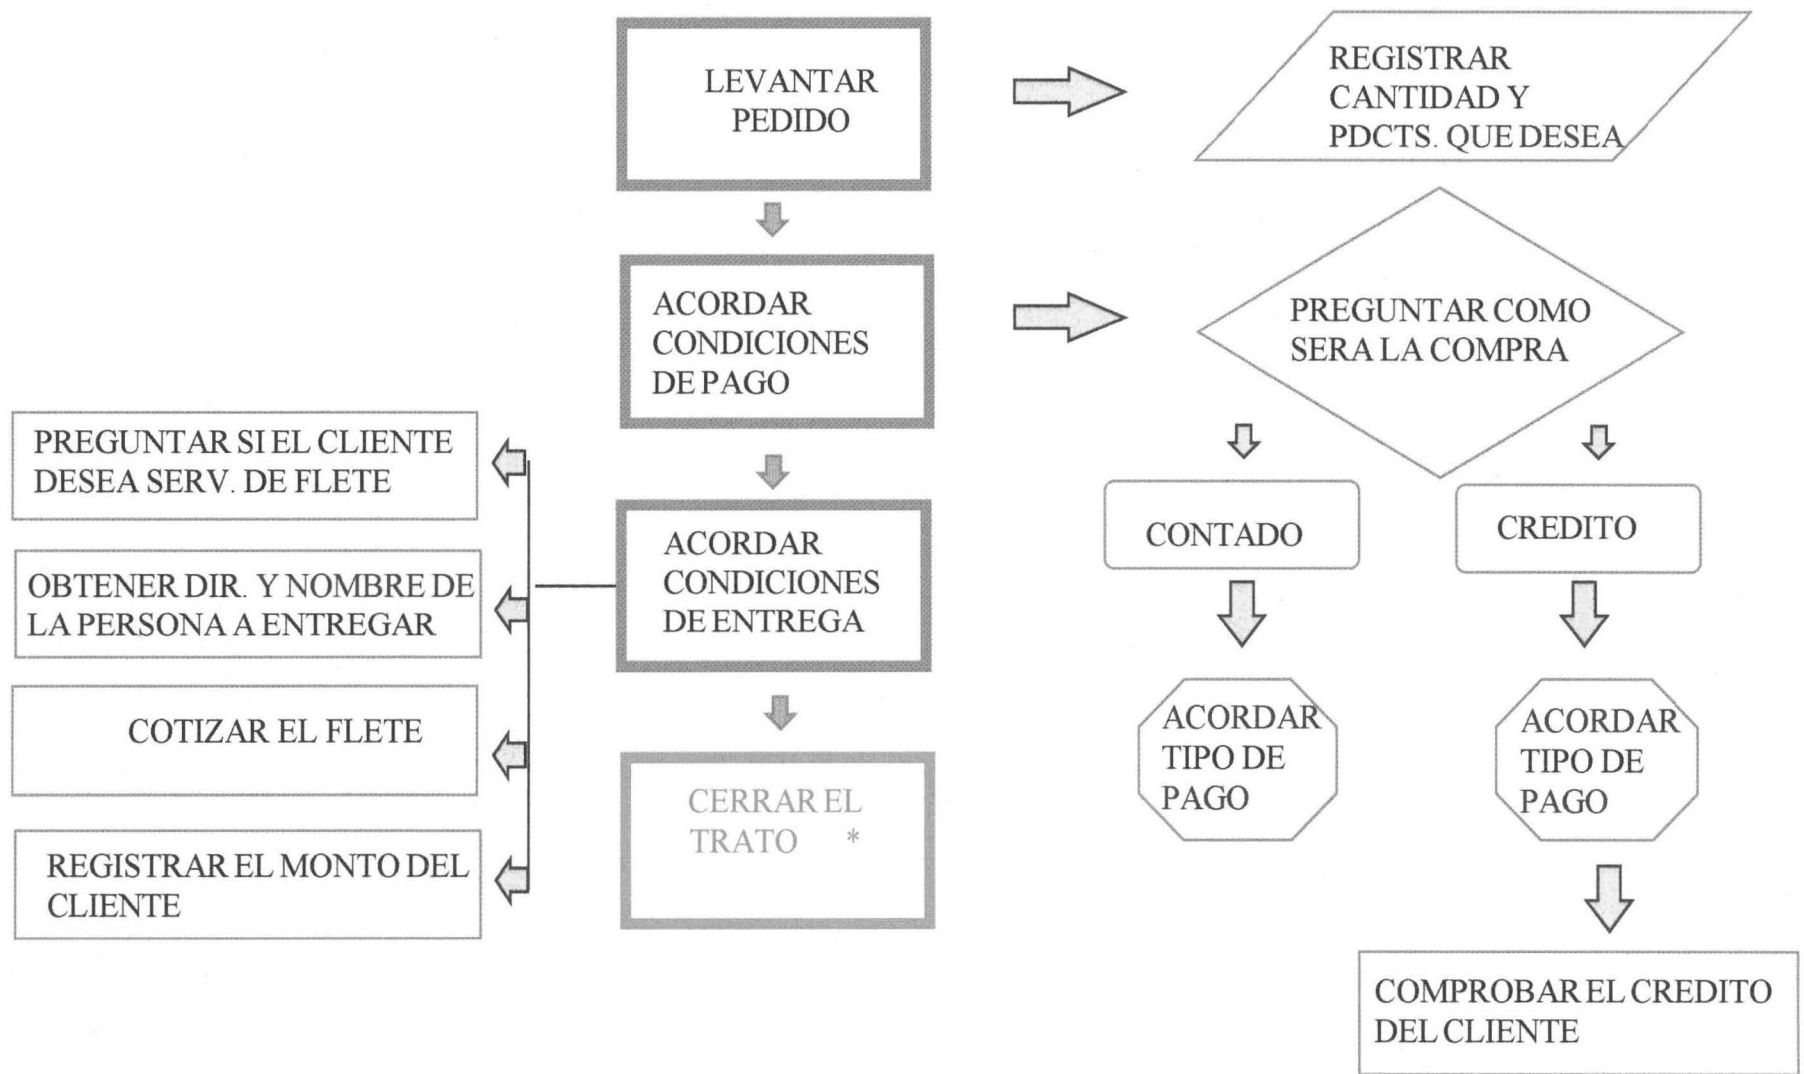 LEVANTAR
PEDIDO
REGISTRAR
CANTIDAD Y
PDCTS. QUE DESEA
ACORDAR
CONDICIONES
DE PAGO
PREGUNTAR COMO
SERA LA COMPRA
CONTADO
CREDITO
ACORDAR
TIPO DE
PAGO
ACORDAR
TIPO DE
PAGO
COMPROBAR EL CREDITO
DEL CLIENTE
ACORDAR
CONDICIONES
DE ENTREGA
PREGUNTAR SI EL CLIENTE
DESEA SERV. DE FLETE
OBTENER DIR. Y NOMBRE DE
LA PERSONA A ENTREGAR
COTIZAR EL FLETE
REGISTRAR EL MONTO DEL
CLIENTE
CERRAR EL
TRATO *